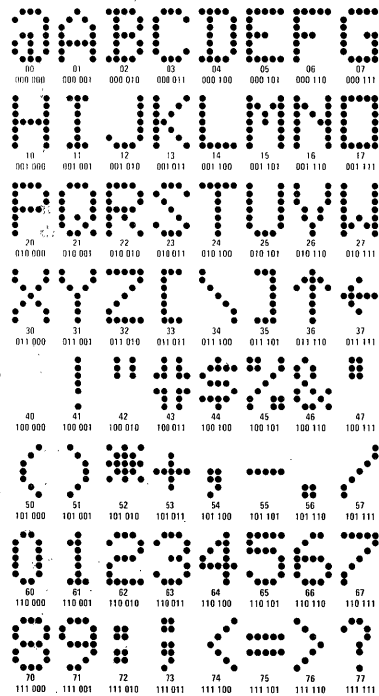 @ A B C D E F G
00 01 02 03 04 05 06 07
000 000 000 001 000 010 000 011 000 100 000 101 000 110 000 111
H I J K L M N O
10 11 12 13 14 15 16 17
001 000 001 001 001 010 001 011 001 100 001 101 001 110 001 111
P Q R S T U V W
20 21 22 23 24 25 26 27
010 000 010 001 010 010 010 011 010 100 010 101 010 110 010 111
X Y Z [ \ ] ↑ ←
30 31 32 33 34 35 36 37
011 000 011 001 011 010 011 011 011 100 011 101 011 110 011 111
! " # $ % & '
40 41 42 43 44 45 46 47
100 000 100 001 100 010 100 011 100 100 100 101 100 110 100 111
( ) * + , - . /
50 51 52 53 54 55 56 57
101 000 101 001 101 010 101 011 101 100 101 101 101 110 101 111
0 1 2 3 4 5 6 7
60 61 62 63 64 65 66 67
110 000 110 001 110 010 110 011 110 100 110 101 110 110 110 111
8 9 : ; < = > ?
70 71 72 73 74 75 76 77
111 000 111 001 111 010 111 011 111 100 111 101 111 110 111 111